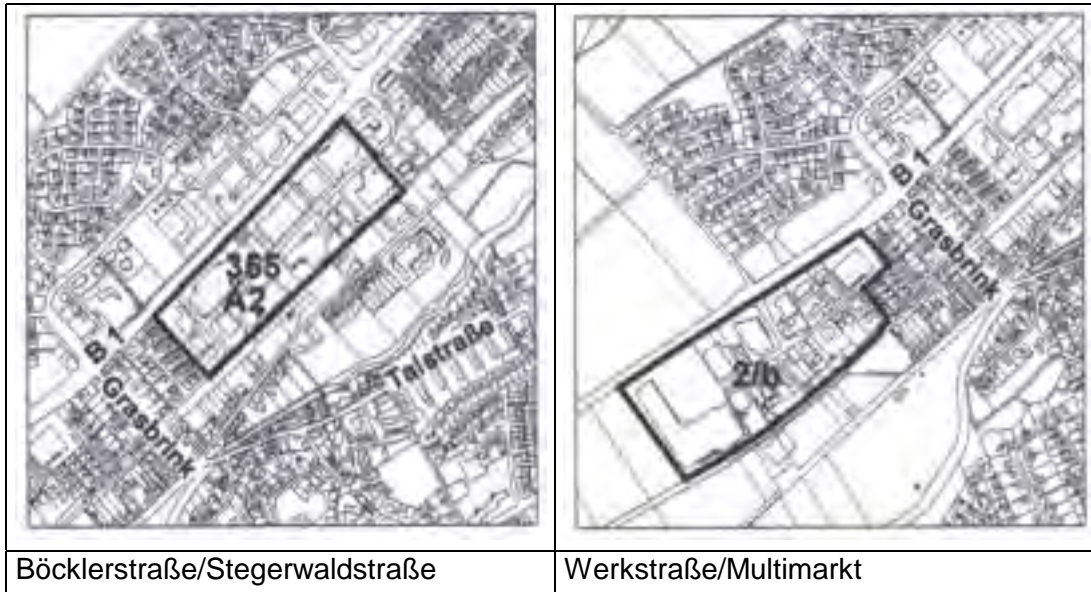 365
A2
B 1
Grasbrink
Talstraße
B 1
Grasbrink
2/b
Böcklerstraße/Stegerwaldstraße
Werkstraße/Multimarkt